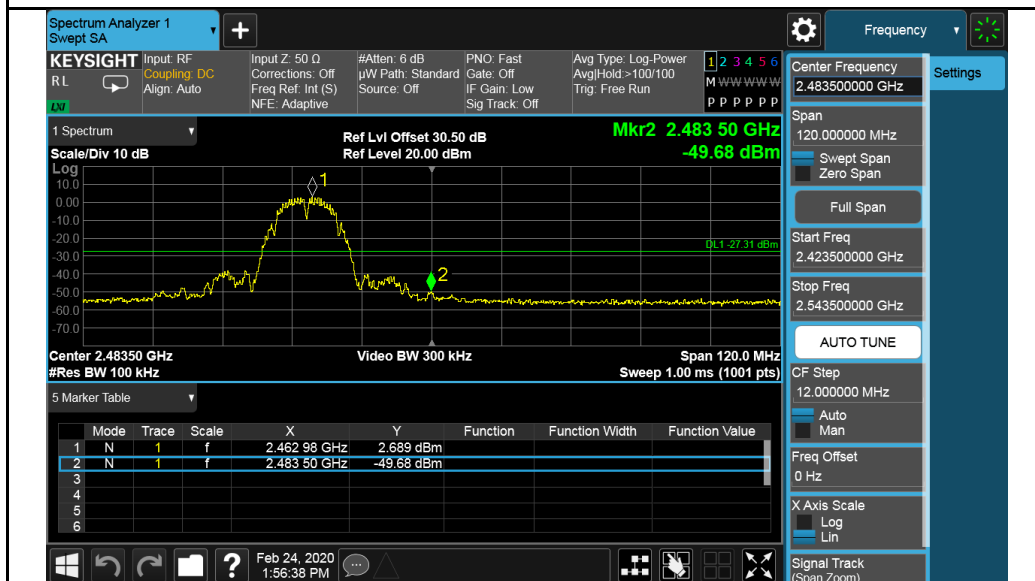 Spectrum Analyzer 1
Swept SA
+
Frequency
KEYSIGHT
R L
LXI
Input: RF
Coupling: DC
Align: Auto
Input Z: 50 Ω
Corrections: Off
Freq Ref: Int (S)
NFE: Adaptive
#Atten: 6 dB
µW Path: Standard
Source: Off
PNO: Fast
Gate: Off
IF Gain: Low
Sig Track: Off
Avg Type: Log-Power
Avg|Hold:>100/100
Trig: Free Run
1 2 3 4 5 6
M W W W W W
P P P P P P
1 Spectrum
Scale/Div 10 dB
Ref Lvl Offset 30.50 dB
Ref Level 20.00 dBm
Mkr2 2.483 50 GHz
-49.68 dBm
Log
10.0
0.00
-10.0
-20.0
-30.0
-40.0
-50.0
-60.0
-70.0
1
2
DL1 -27.31 dBm
Center 2.48350 GHz
#Res BW 100 kHz
Video BW 300 kHz
Span 120.0 MHz
Sweep 1.00 ms (1001 pts)
5 Marker Table
Mode Trace Scale X Y Function Function Width Function Value
1 N 1 f 2.462 98 GHz 2.689 dBm
2 N 1 f 2.483 50 GHz -49.68 dBm
3
4
5
6
?
Feb 24, 2020
1:56:38 PM
Center Frequency
2.483500000 GHz
Settings
Span
120.000000 MHz
Swept Span
Zero Span
Full Span
Start Freq
2.423500000 GHz
Stop Freq
2.543500000 GHz
AUTO TUNE
CF Step
12.000000 MHz
Auto
Man
Freq Offset
0 Hz
X Axis Scale
Log
Lin
Signal Track
(Span Zoom)